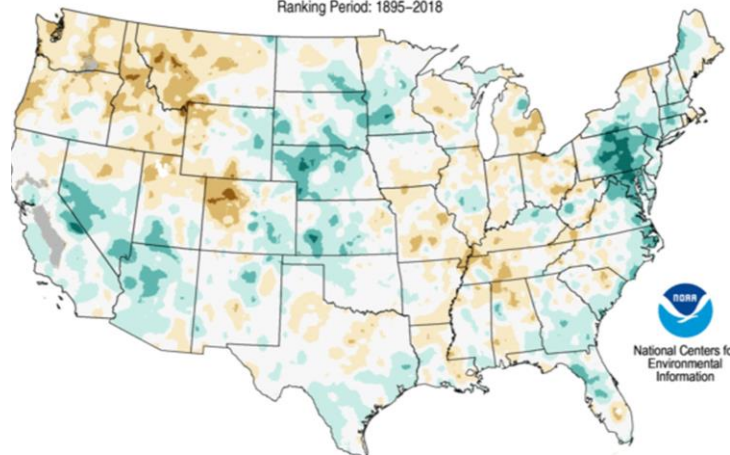 Ranking Period: 1895–2018
NOAA
National Centers fo
Environmental
Information